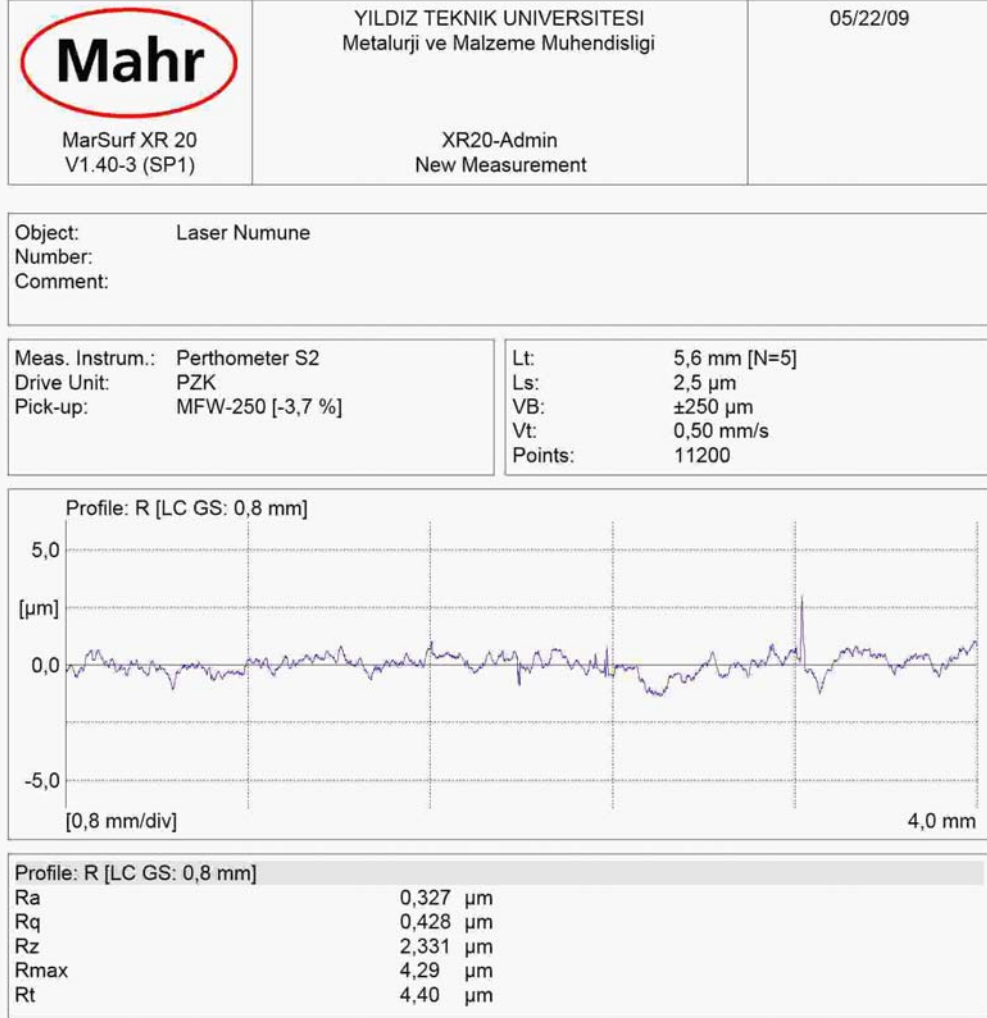 Mahr
MarSurf XR 20
V1.40-3 (SP1)
YILDIZ TEKNIK UNIVERSITESI
Metalurji ve Malzeme Muhendisligi
XR20-Admin
New Measurement
05/22/09
Object: Laser Numune
Number:
Comment:
Meas. Instrum.: Perthometer S2
Drive Unit: PZK
Pick-up: MFW-250 [-3,7 %]
Lt: 5,6 mm [N=5]
Ls: 2,5 µm
VB: ±250 µm
Vt: 0,50 mm/s
Points: 11200
Profile: R [LC GS: 0,8 mm]
5,0
[µm]
0,0
-5,0
[0,8 mm/div] 4,0 mm
Profile: R [LC GS: 0,8 mm]
Ra 0,327 µm
Rq 0,428 µm
Rz 2,331 µm
Rmax 4,29 µm
Rt 4,40 µm